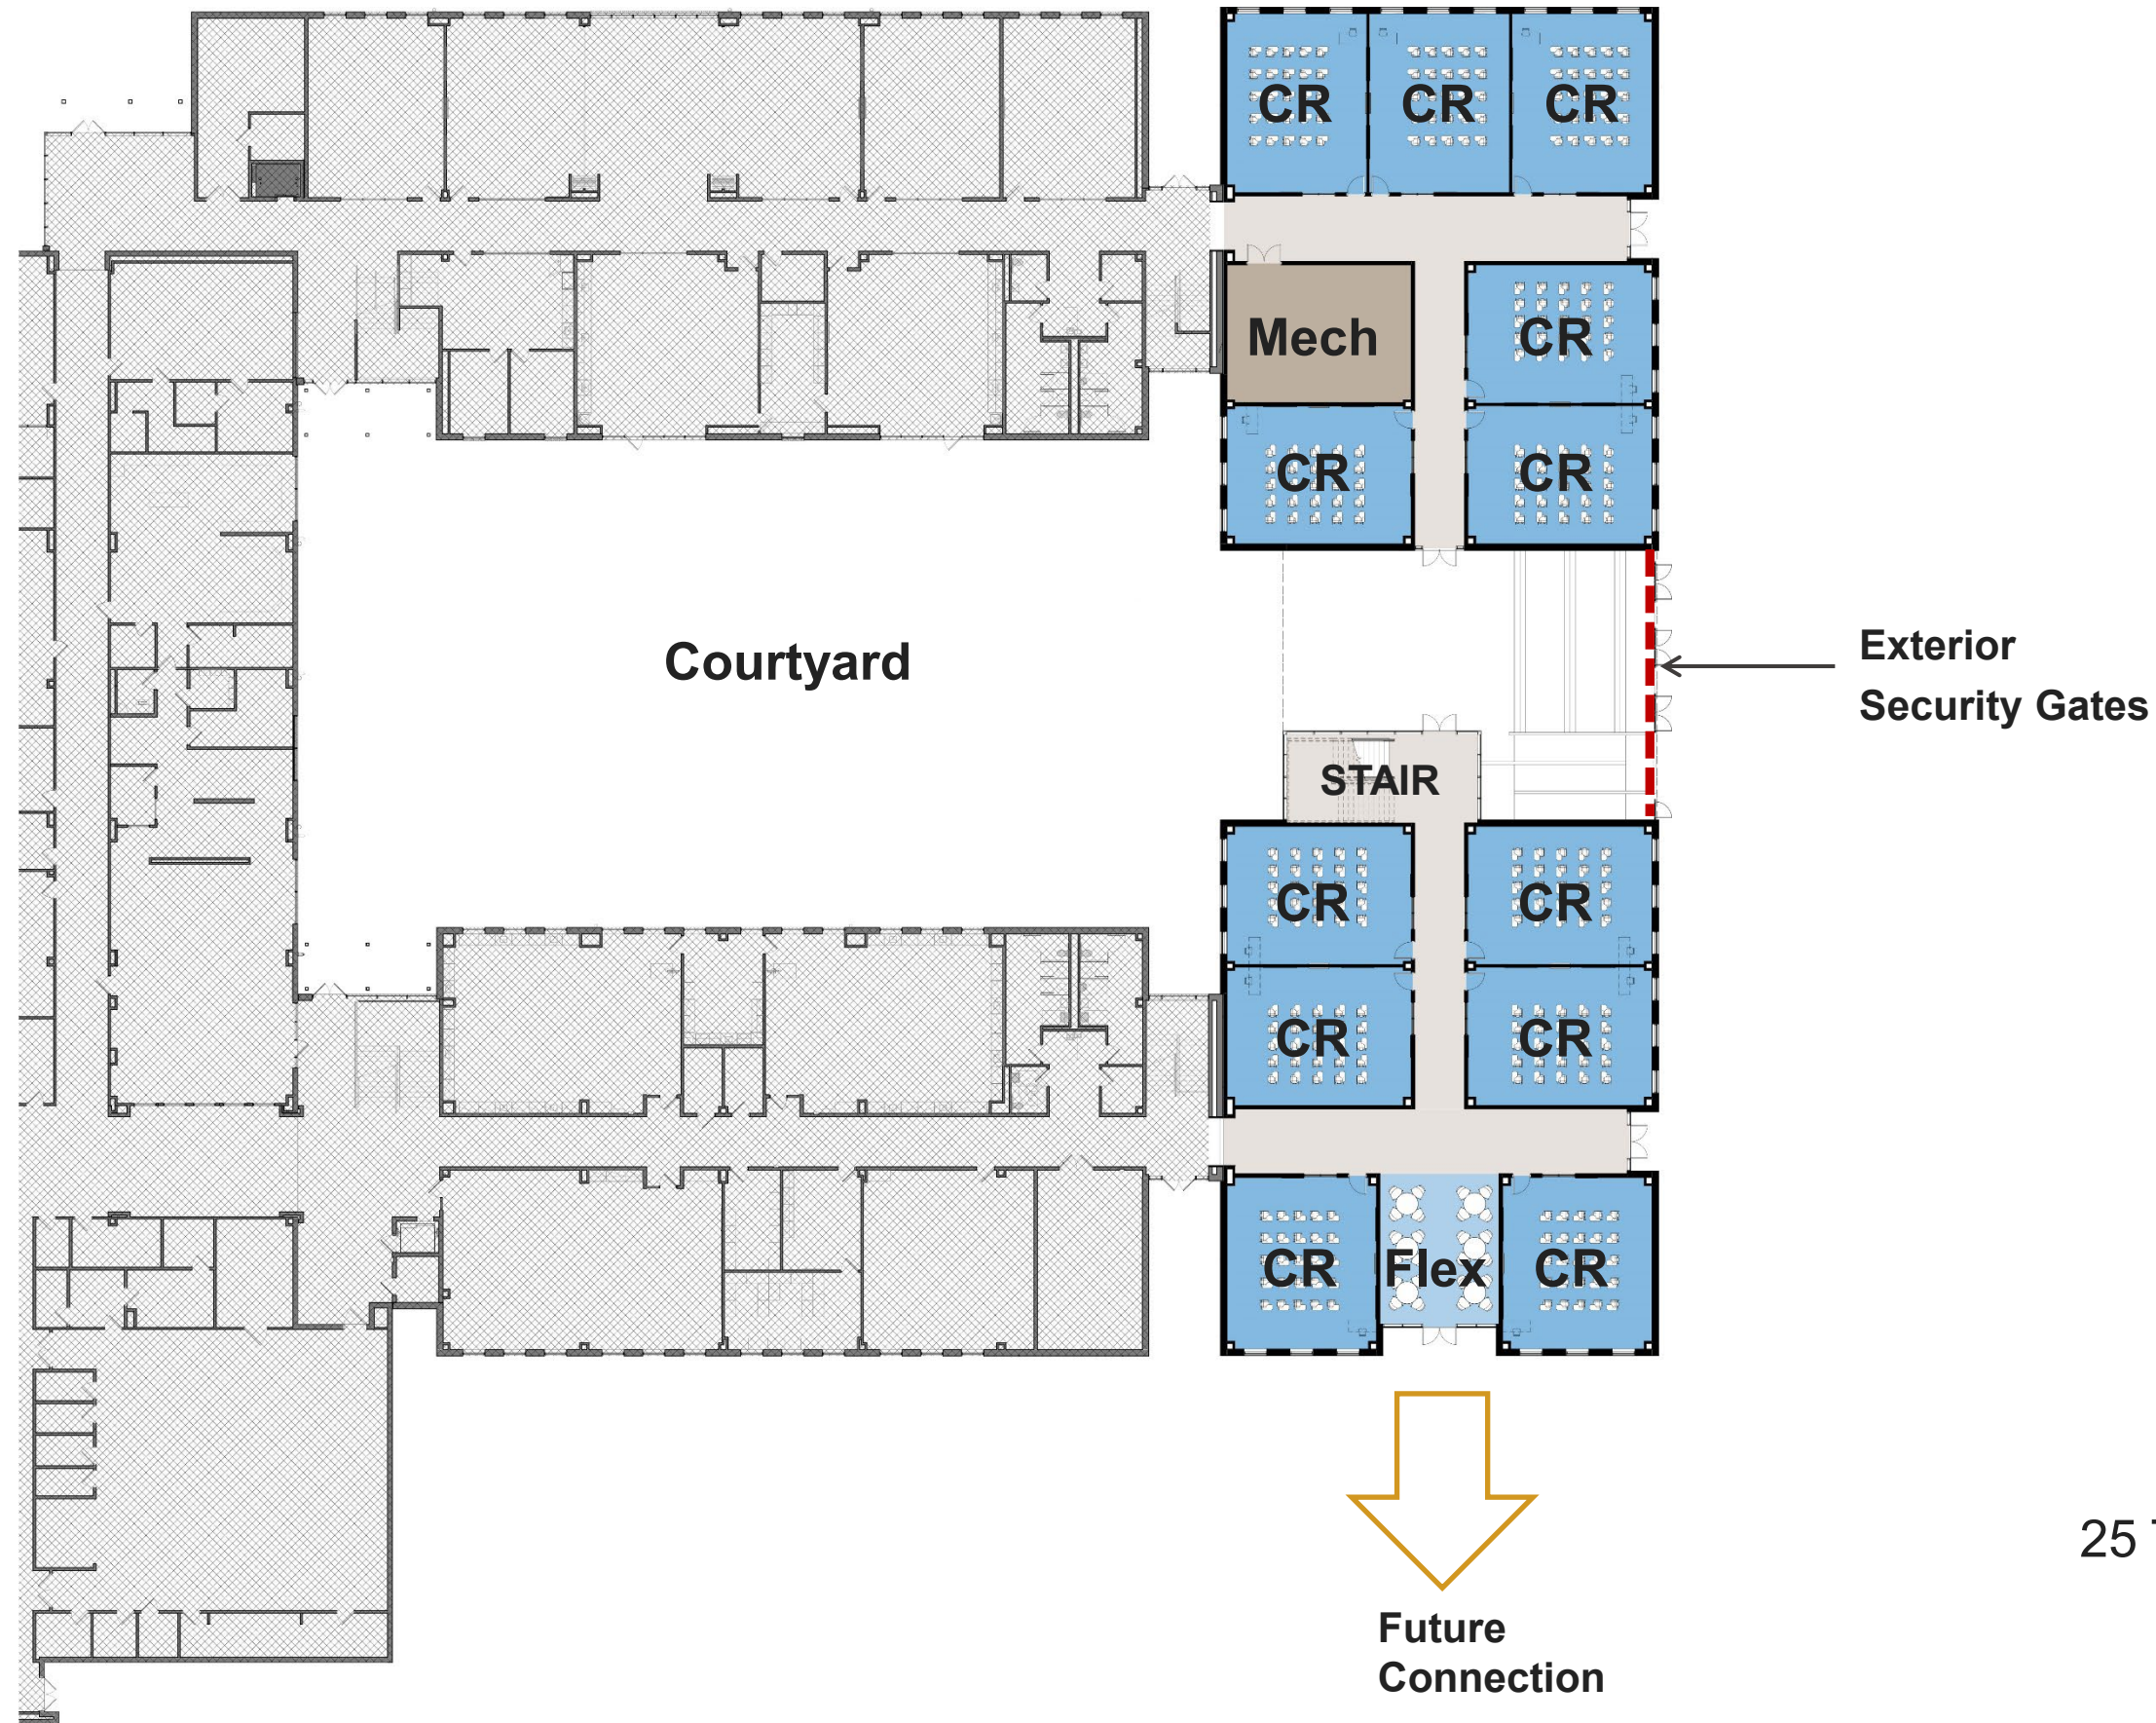 CR CR CR
Mech CR
CR CR
Courtyard
Exterior
Security Gates
STAIR
CR CR
CR CR
CR Flex CR
25
Future
Connection